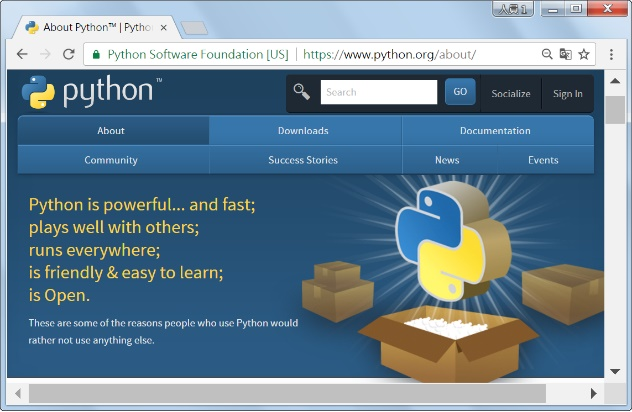 人員 1
About Python™ | Pytho
Python Software Foundation [US] | https://www.python.org/about/
python™
Search
GO
Socialize
Sign In
About
Downloads
Documentation
Community
Success Stories
News
Events
Python is powerful... and fast;
plays well with others;
runs everywhere;
is friendly & easy to learn;
is Open.
These are some of the reasons people who use Python would
rather not use anything else.